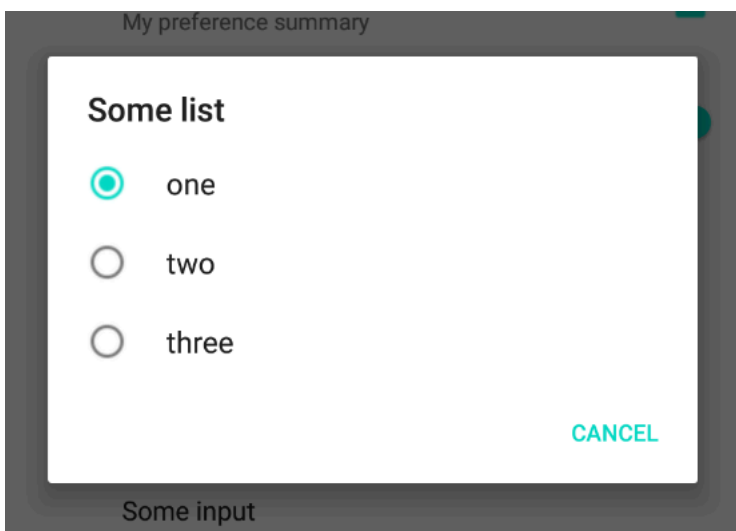 My preference summary
Some list
one
two
three
CANCEL
Some input